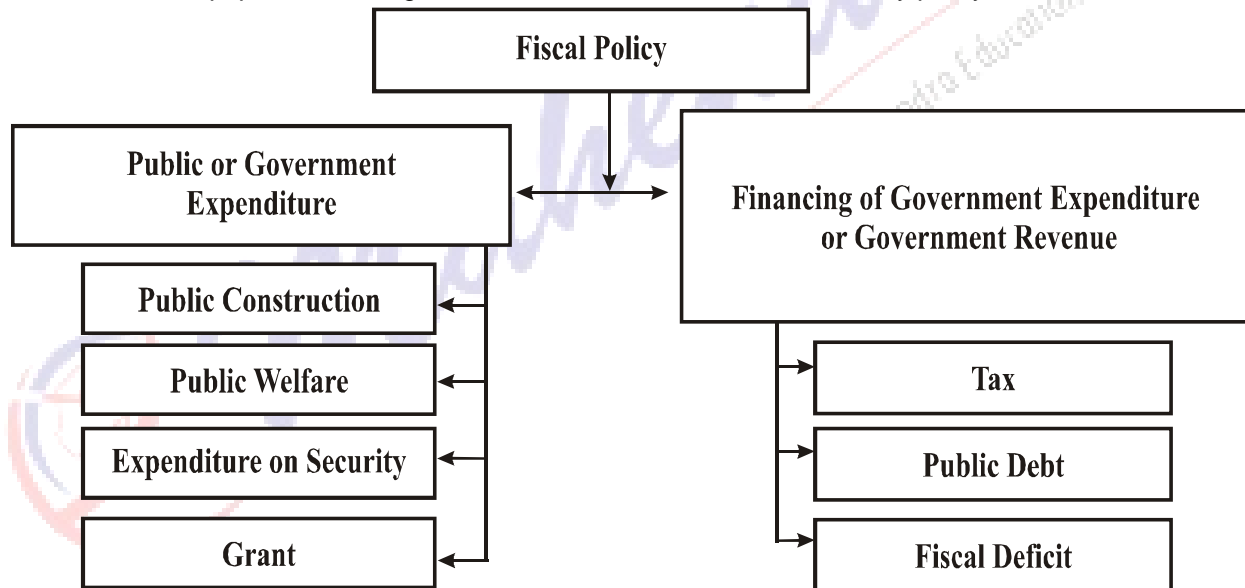 Fiscal Policy
Public or Government
Expenditure
Financing of Government Expenditure
or Government Revenue
Public Construction
Public Welfare
Expenditure on Security
Grant
Tax
Public Debt
Fiscal Deficit